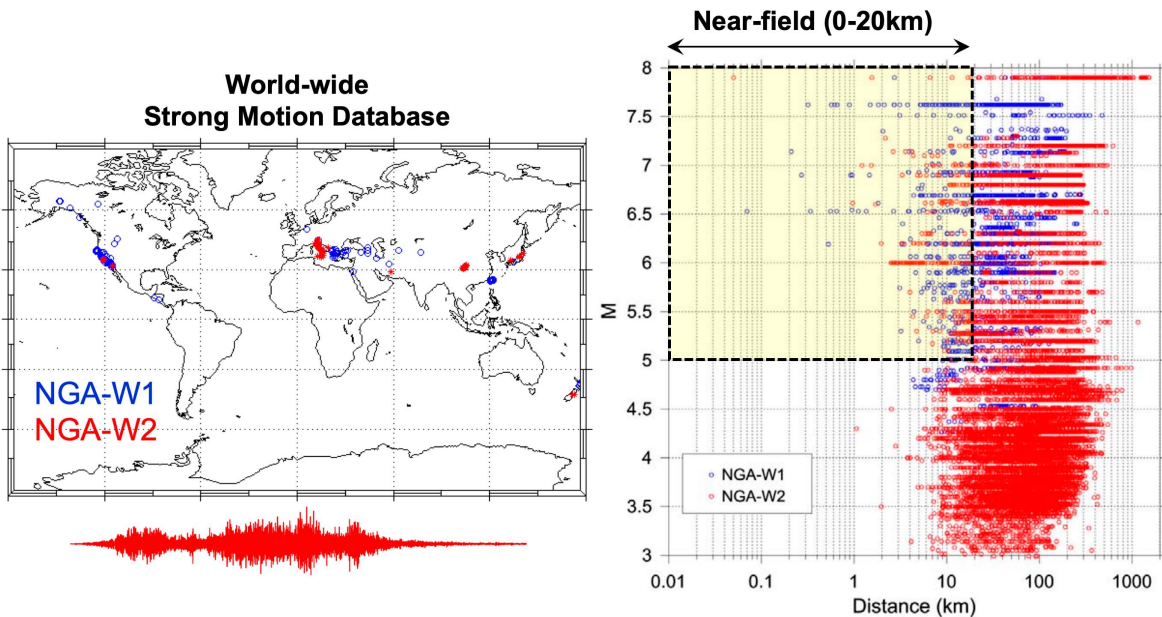 World-wide
Strong Motion Database
NGA-W1
NGA-W2
Near-field (0-20km)
8
7.5
7
6.5
6
5.5
5
4.5
4
3.5
3
M
NGA-W1
NGA-W2
0.01
0.1
1
10
100
1000
Distance (km)